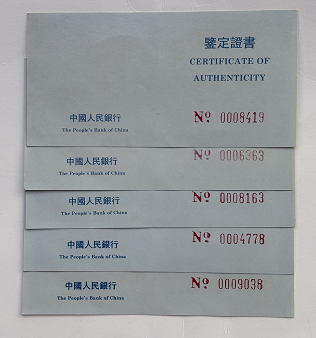 鑒定證書
CERTIFICATE OF
AUTHENTICITY
中國人民銀行
The People's Bank of China
Nº 0008419
中國人民銀行
The People's Bank of China
Nº 0006363
中國人民銀行
The People's Bank of China
Nº 0008163
中國人民銀行
The People's Bank of China
Nº 0004778
中國人民銀行
The People's Bank of China
Nº 0009038